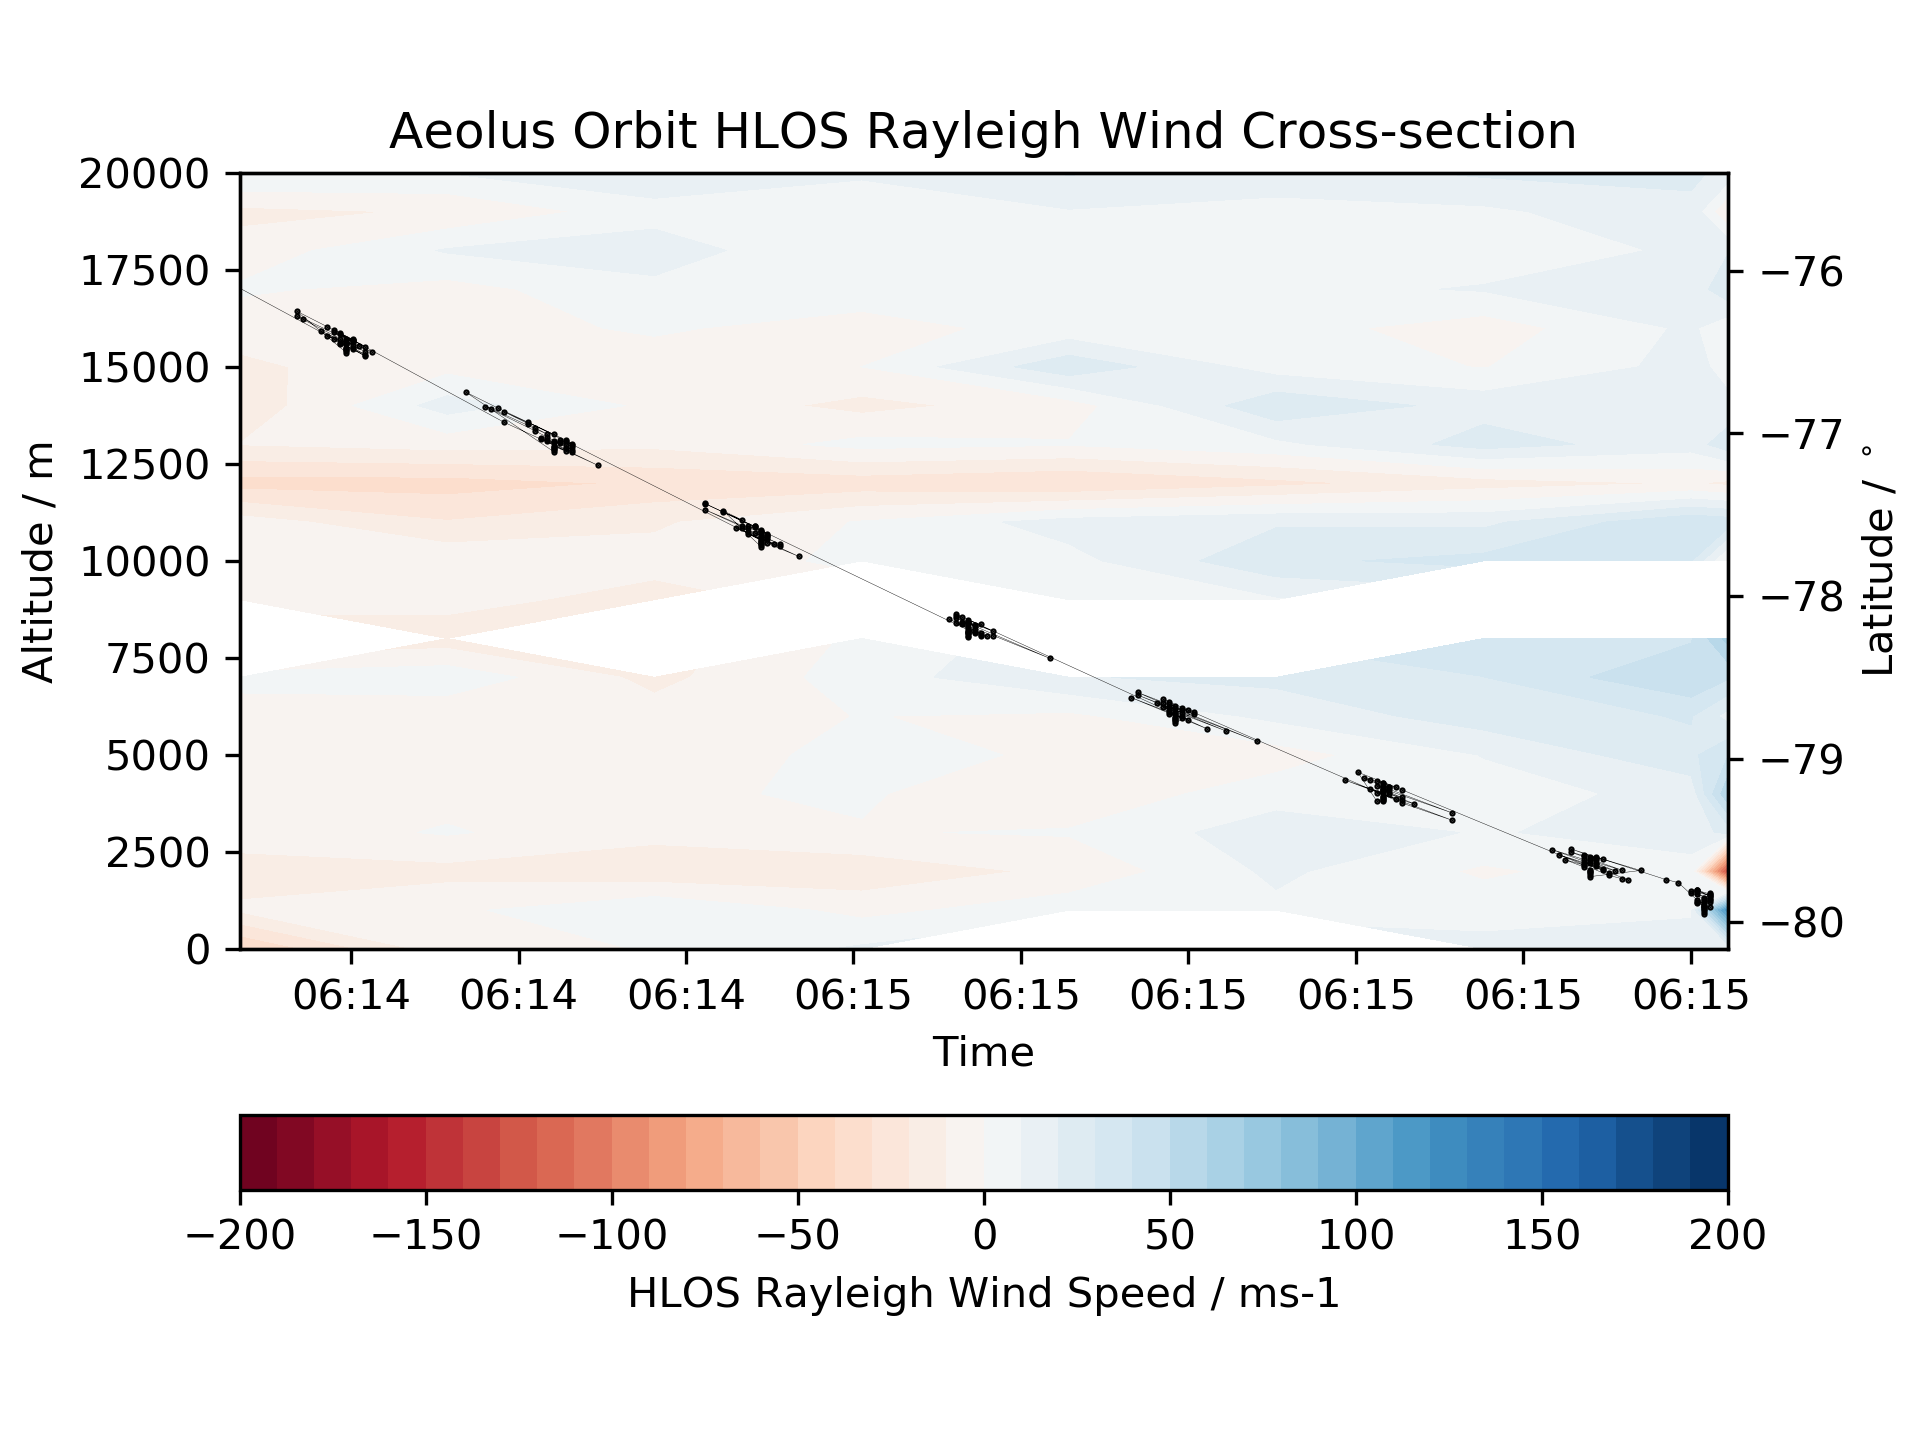 Aeolus Orbit HLOS Rayleigh Wind Cross-section
20000
17500
15000
12500
10000
7500
5000
2500
0
Altitude / m
−76
−77
−78
−79
−80
Latitude / °
06:14 06:14 06:14 06:15 06:15 06:15 06:15 06:15 06:15
Time
−200 −150 −100 −50 0 50 100 150 200
HLOS Rayleigh Wind Speed / ms-1